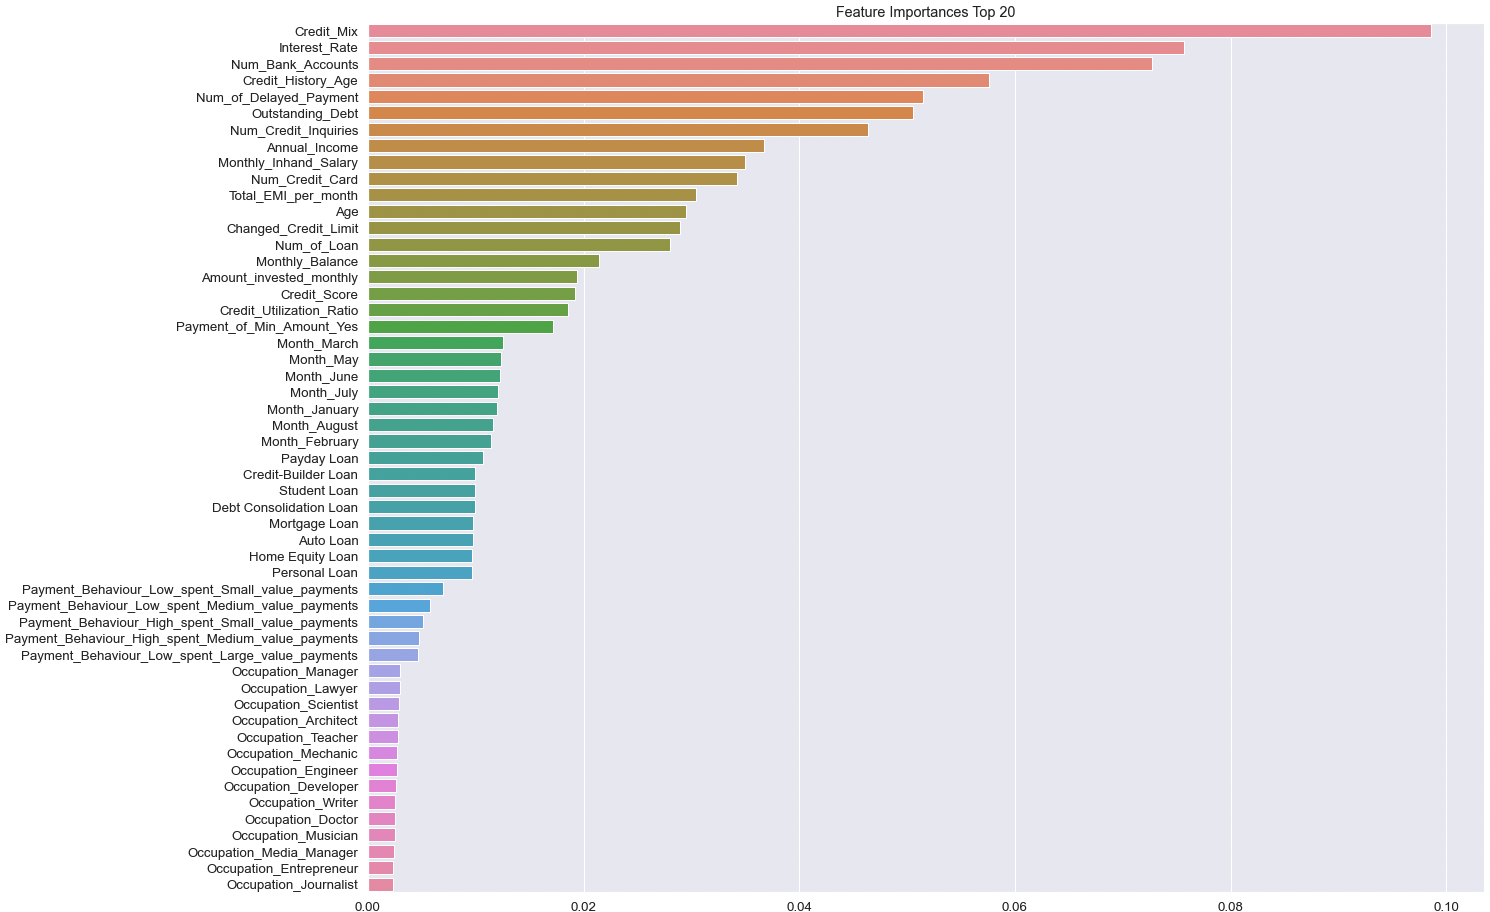 Feature Importances Top 20
Credit_Mix
Interest_Rate
Num_Bank_Accounts
Credit_History_Age
Num_of_Delayed_Payment
Outstanding_Debt
Num_Credit_Inquiries
Annual_Income
Monthly_Inhand_Salary
Num_Credit_Card
Total_EMI_per_month
Age
Changed_Credit_Limit
Num_of_Loan
Monthly_Balance
Amount_invested_monthly
Credit_Score
Credit_Utilization_Ratio
Payment_of_Min_Amount_Yes
Month_March
Month_May
Month_June
Month_July
Month_January
Month_August
Month_February
Payday Loan
Credit-Builder Loan
Student Loan
Debt Consolidation Loan
Mortgage Loan
Auto Loan
Home Equity Loan
Personal Loan
Payment_Behaviour_Low_spent_Small_value_payments
Payment_Behaviour_Low_spent_Medium_value_payments
Payment_Behaviour_High_spent_Small_value_payments
Payment_Behaviour_High_spent_Medium_value_payments
Payment_Behaviour_Low_spent_Large_value_payments
Occupation_Manager
Occupation_Lawyer
Occupation_Scientist
Occupation_Architect
Occupation_Teacher
Occupation_Mechanic
Occupation_Engineer
Occupation_Developer
Occupation_Writer
Occupation_Doctor
Occupation_Musician
Occupation_Media_Manager
Occupation_Entrepreneur
Occupation_Journalist
0.00 0.02 0.04 0.06 0.08 0.10